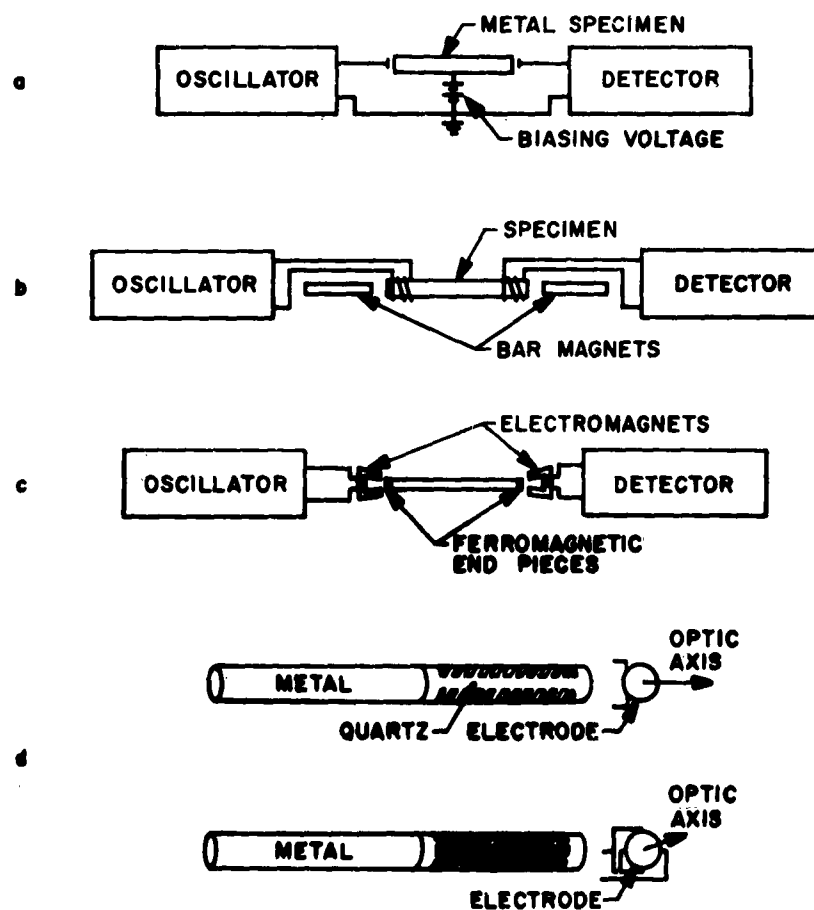 a
METAL SPECIMEN
OSCILLATOR
DETECTOR
BIASING VOLTAGE
b
SPECIMEN
OSCILLATOR
DETECTOR
BAR MAGNETS
c
ELECTROMAGNETS
OSCILLATOR
DETECTOR
FERROMAGNETIC
END PIECES
d
OPTIC
AXIS
METAL
QUARTZ
ELECTRODE
OPTIC
AXIS
METAL
ELECTRODE